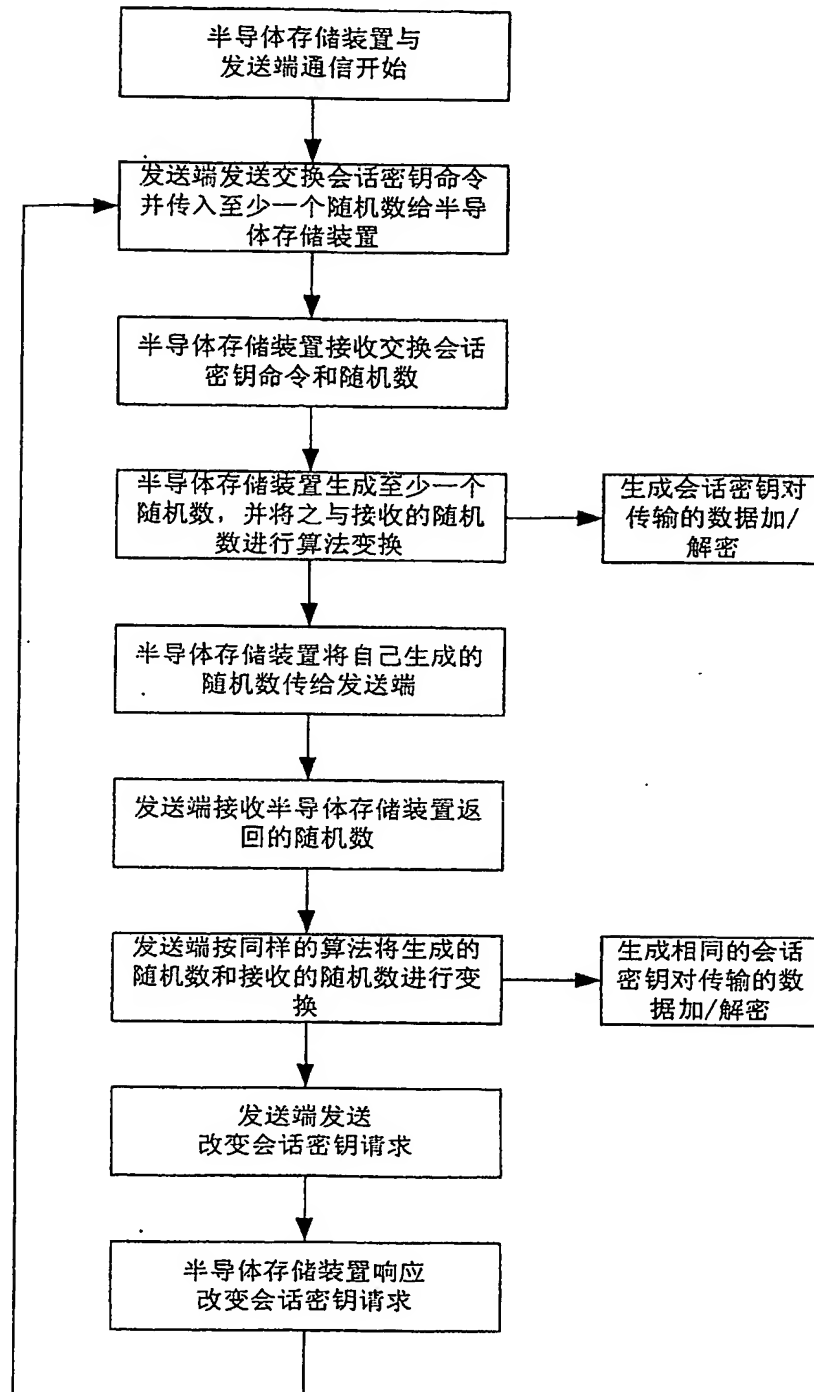 半导体存储装置与
发送端通信开始
发送端发送交换会话密钥命令
并传入至少一个随机数给半导
体存储装置
半导体存储装置接收交换会话
密钥命令和随机数
半导体存储装置生成至少一个
随机数，并将之与接收的随机
数进行算法变换
生成会话密钥对
传输的数据加/
解密
半导体存储装置将自己生成的
随机数传给发送端
发送端接收半导体存储装置返
回的随机数
发送端按同样的算法将生成的
随机数和接收的随机数进行变
换
生成相同的会话
密钥对传输的数
据加/解密
发送端发送
改变会话密钥请求
半导体存储装置响应
改变会话密钥请求